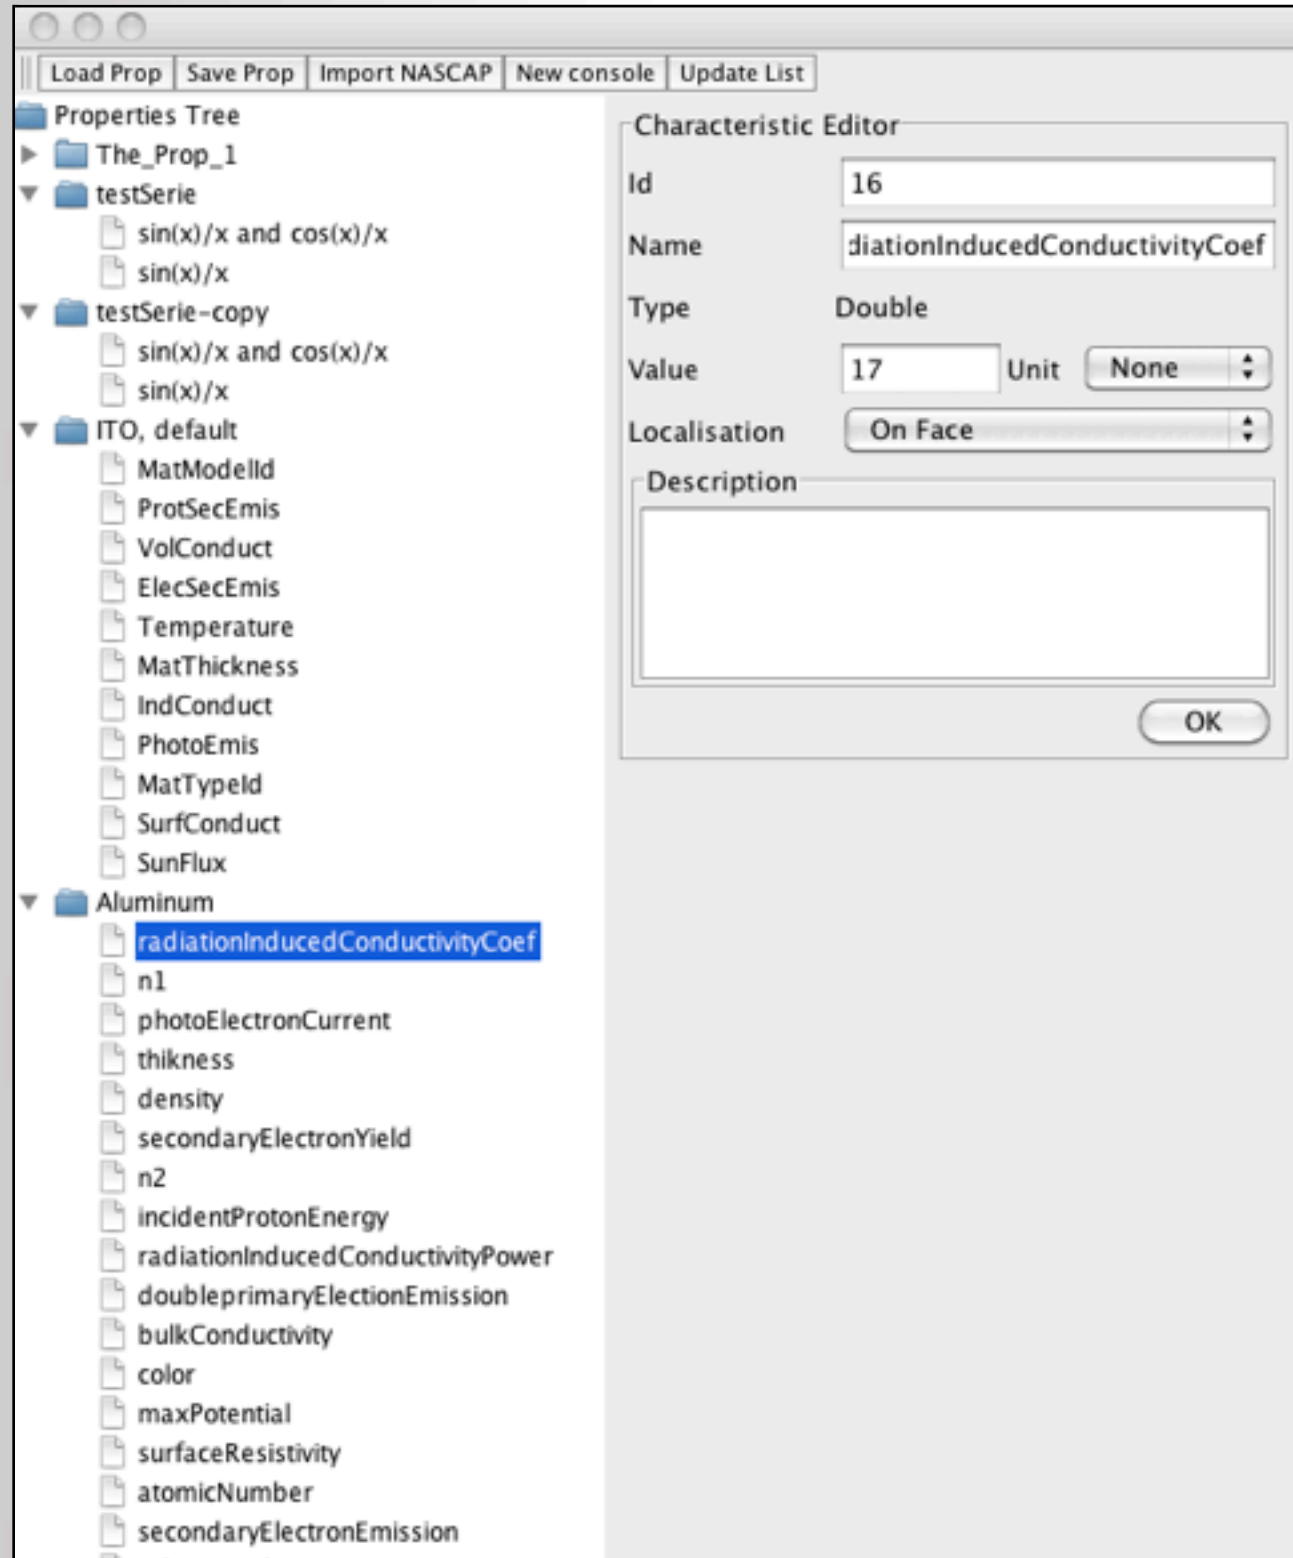 Load Prop Save Prop Import NASCAP New console Update List
Properties Tree
The_Prop_1
testSerie
sin(x)/x and cos(x)/x
sin(x)/x
testSerie-copy
sin(x)/x and cos(x)/x
sin(x)/x
ITO, default
MatModelId
ProtSecEmis
VolConduct
ElecSecEmis
Temperature
MatThickness
IndConduct
PhotoEmis
MatTypeId
SurfConduct
SunFlux
Aluminum
radiationInducedConductivityCoef
n1
photoElectronCurrent
thikness
density
secondaryElectronYield
n2
incidentProtonEnergy
radiationInducedConductivityPower
doubleprimaryElectionEmission
bulkConductivity
color
maxPotential
surfaceResistivity
atomicNumber
secondaryElectronEmission
Characteristic Editor
Id 16
Name diationInducedConductivityCoef
Type Double
Value 17 Unit None
Localisation On Face
Description
OK